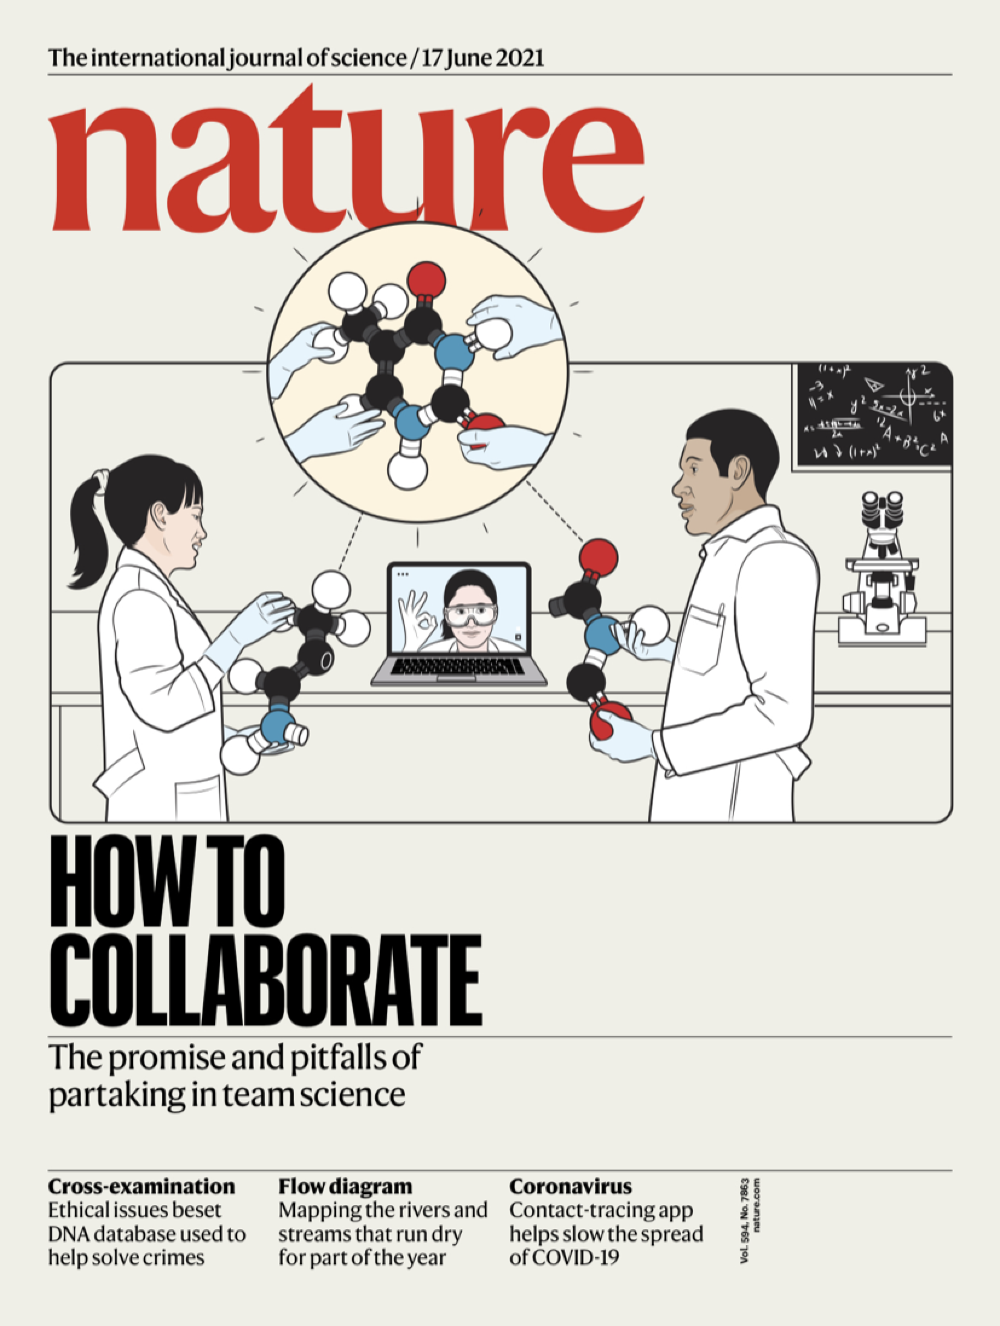 The international journal of science / 17 June 2021
nature
HOW TO
COLLABORATE
The promise and pitfalls of
partaking in team science
Cross-examination
Ethical issues beset
DNA database used to
help solve crimes
Flow diagram
Mapping the rivers and
streams that run dry
for part of the year
Coronavirus
Contact-tracing app
helps slow the spread
of COVID-19
Vol. 594, No. 7863
nature.com